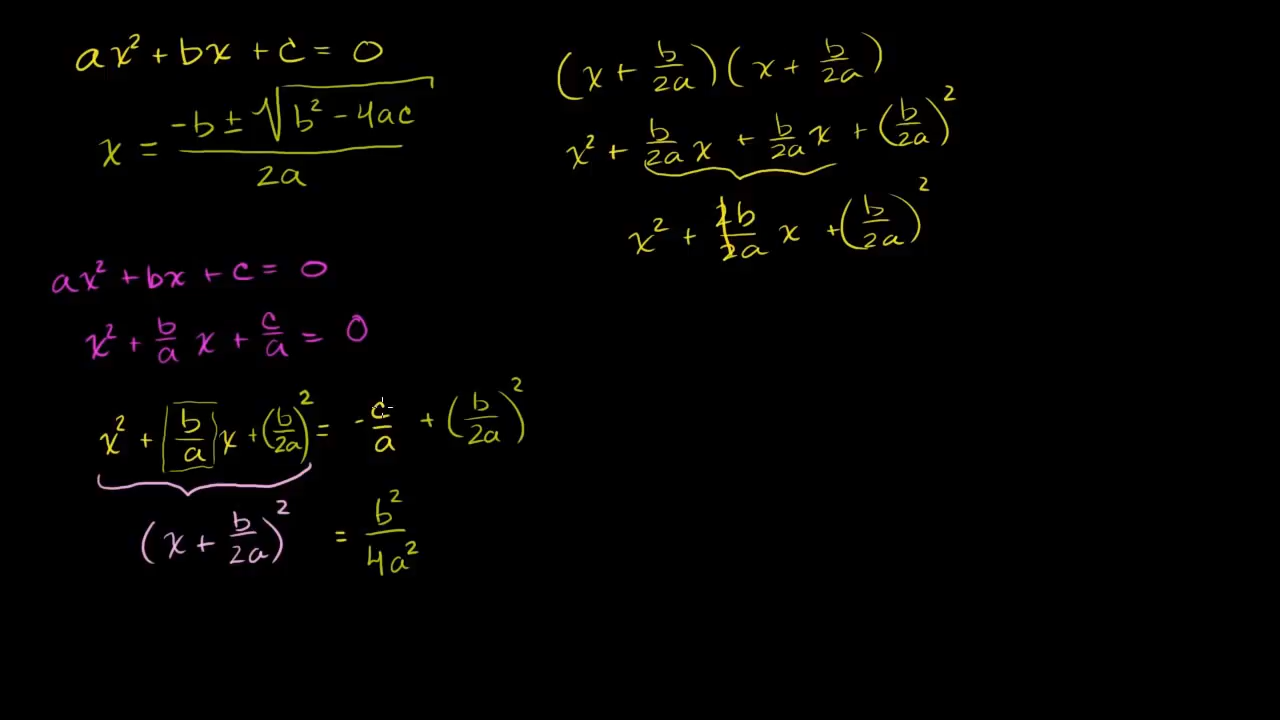 ax² + bx + c = 0
x = (-b ± √(b² - 4ac)) / 2a
(x + b/2a)(x + b/2a)
x² + b/2a x + b/2a x + (b/2a)²
x² + 2b/2a x + (b/2a)²
ax² + bx + c = 0
x² + b/a x + c/a = 0
x² + b/a x + (b/2a)² = -c/a + (b/2a)²
(x + b/2a)² = b²/4a²